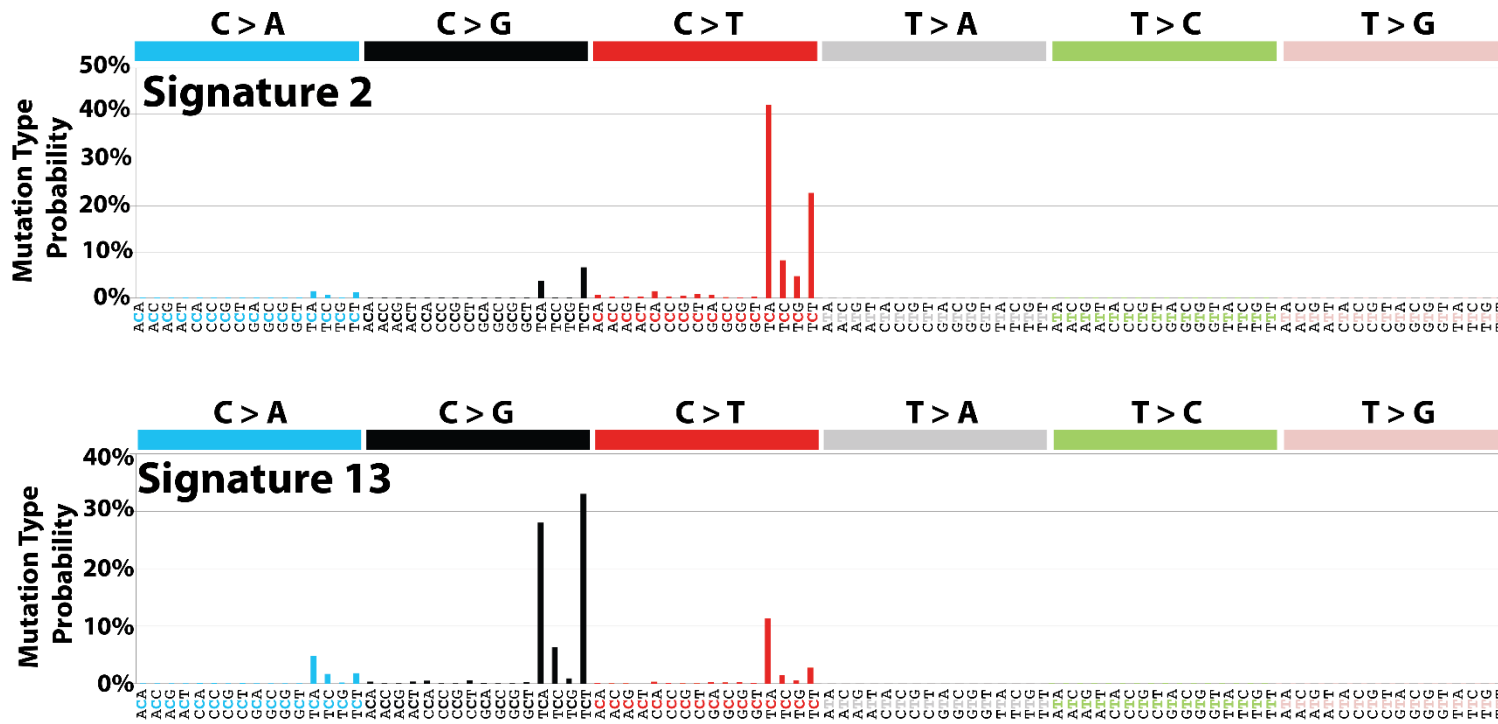 C > A C > G C > T T > A T > C T > G
50%
Signature 2
40%
30%
20%
10%
0%
Mutation Type
Probability
ACA ACC ACG ACT CCA CCC CCG CCT GCA GCC GCG GCT TCA TCC TCG TCT ACA ACC ACG ACT CCA CCC CCG CCT GCA GCC GCG GCT TCA TCC TCG TCT ACA ACC ACG ACT CCA CCC CCG CCT GCA GCC GCG GCT TCA TCC TCG TCT ATA ATC ATG ATT CTA CTC CTG CTT GTA GTC GTG GTT TTA TTC TTG TTT ATA ATC ATG ATT CTA CTC CTG CTT GTA GTC GTG GTT TTA TTC TTG TTT ATA ATC ATG ATT CTA CTC CTG CTT GTA GTC GTG GTT TTA TTC TTG
C > A C > G C > T T > A T > C T > G
40%
Signature 13
30%
20%
10%
0%
Mutation Type
Probability
ACA ACC ACG ACT CCA CCC CCG CCT GCA GCC GCG GCT TCA TCC TCG TCT ACA ACC ACG ACT CCA CCC CCG CCT GCA GCC GCG GCT TCA TCC TCG TCT ACA ACC ACG ACT CCA CCC CCG CCT GCA GCC GCG GCT TCA TCC TCG TCT ATA ATC ATG ATT CTA CTC CTG CTT GTA GTC GTG GTT TTA TTC TTG TTT ATA ATC ATG ATT CTA CTC CTG CTT GTA GTC GTG GTT TTA TTC TTG TTT ATA ATC ATG ATT CTA CTC CTG CTT GTA GTC GTG GTT TTA TTC TTG